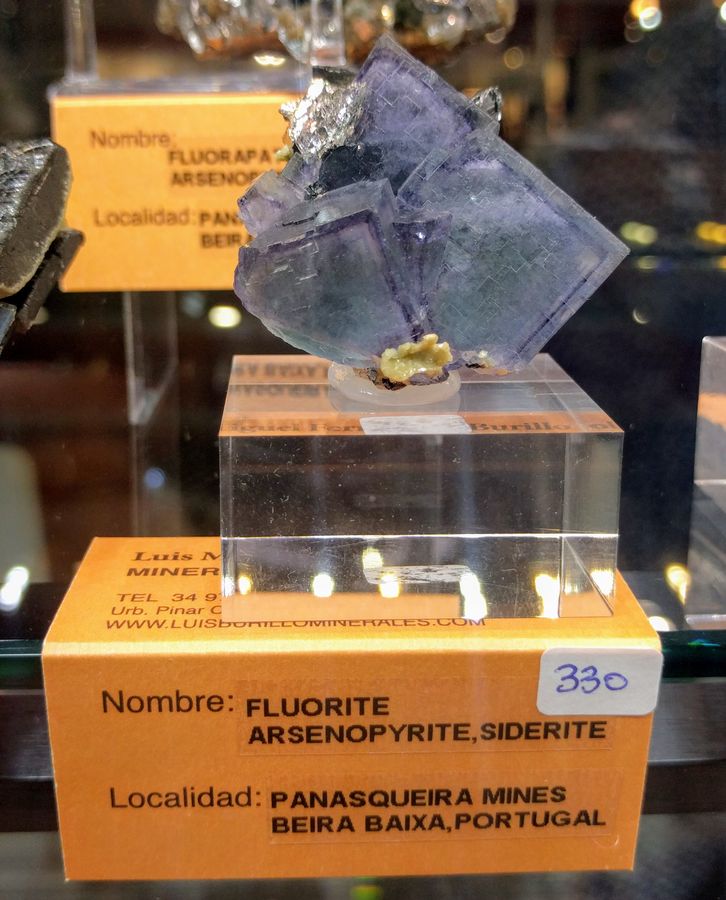 Nombre:
FLUORAPA
ARSENOP
Localidad: PAN
BEIR
Luis M
MINER
TEL 34 9
Urb. Pinar C
WWW.LUISBURILLOMINERALES.COM
330
Nombre: FLUORITE
ARSENOPYRITE,SIDERITE
Localidad: PANASQUEIRA MINES
BEIRA BAIXA,PORTUGAL